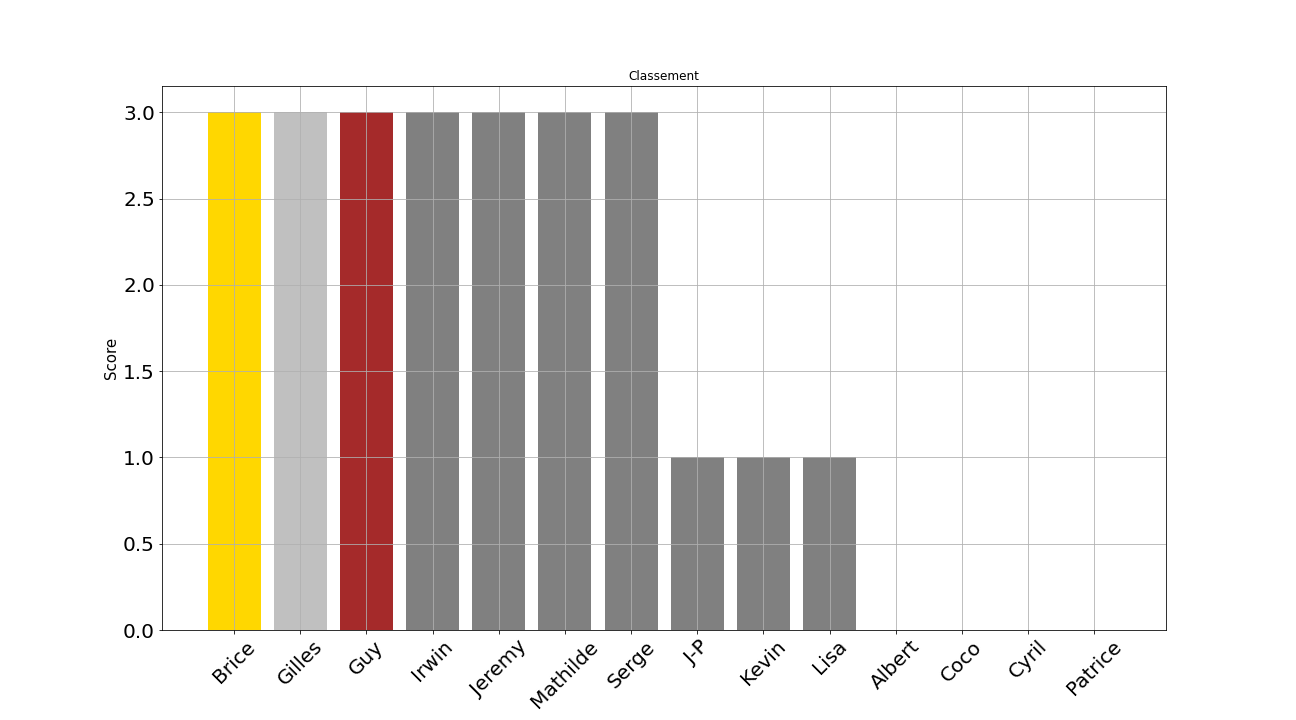 Classement
Score
3.0
2.5
2.0
1.5
1.0
0.5
0.0
Brice
Gilles
Guy
Irwin
Jeremy
Mathilde
Serge
J-P
Kevin
Lisa
Albert
Coco
Cyril
Patrice